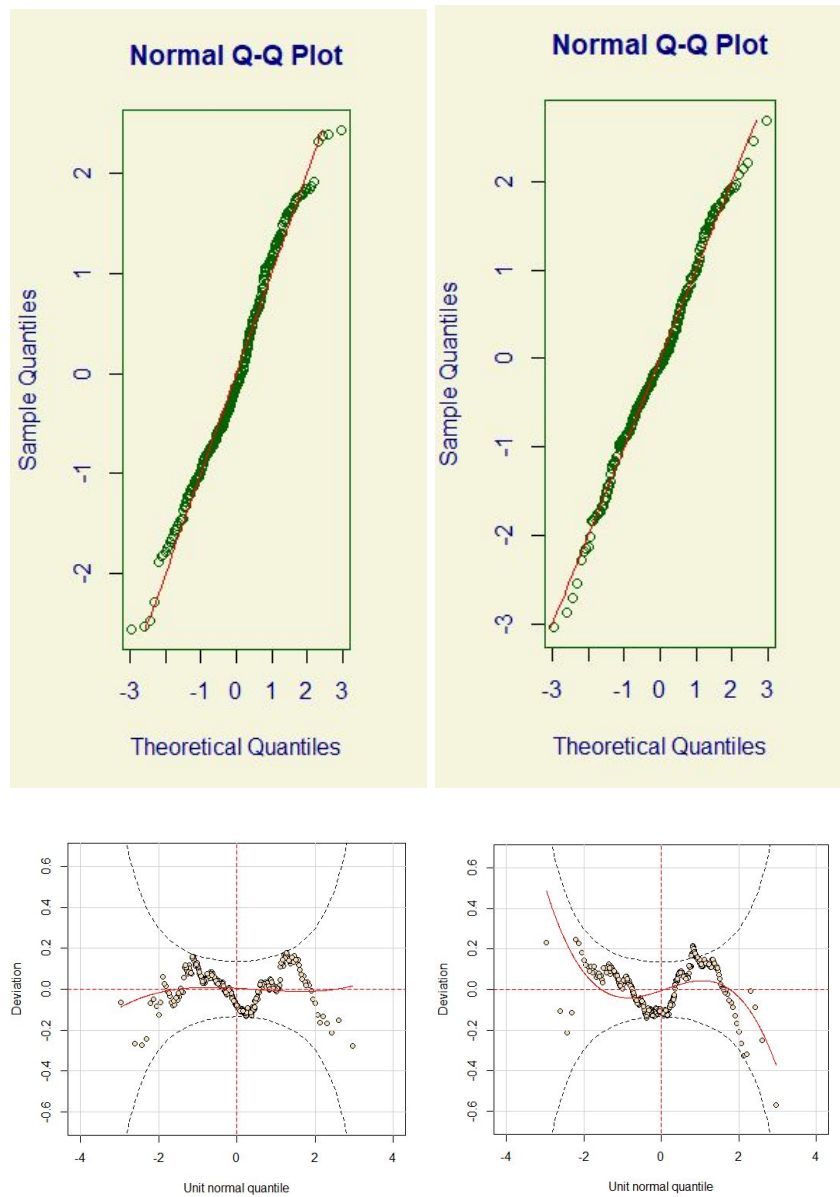 Normal Q-Q Plot
Sample Quantiles
2
1
0
-1
-2
-3 -1 0 1 2 3
Theoretical Quantiles
Normal Q-Q Plot
Sample Quantiles
2
1
0
-1
-2
-3
-3 -1 0 1 2 3
Theoretical Quantiles
Deviation
0.6
0.4
0.2
0.0
-0.2
-0.4
-0.6
-4 -2 0 2 4
Unit normal quantile
Deviation
0.6
0.4
0.2
0.0
-0.2
-0.4
-0.6
-4 -2 0 2 4
Unit normal quantile